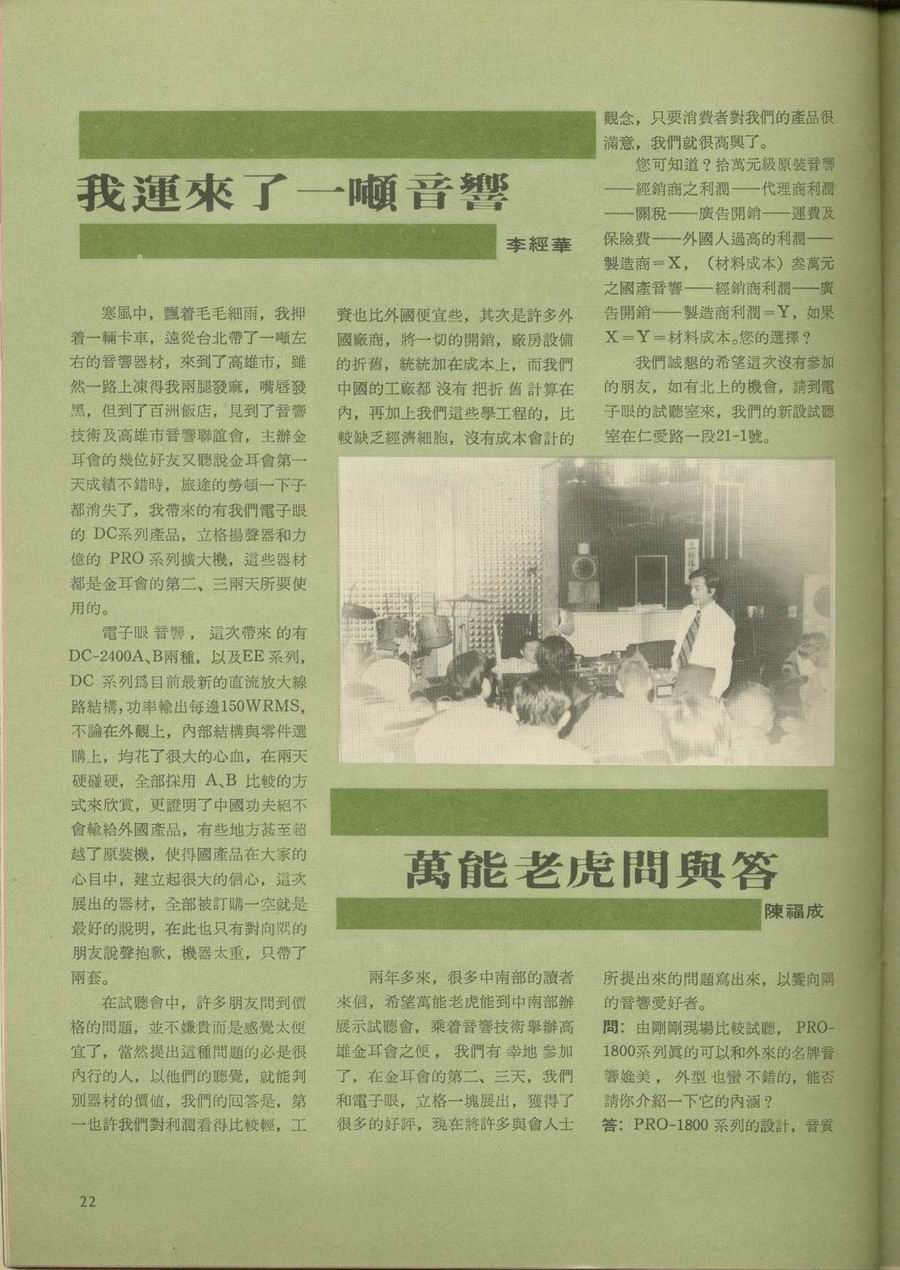 我運來了一噸音響
李經華
寒風中，飄着毛毛細雨，我押
着一輛卡車，遠從台北帶了一噸左
右的音響器材，來到了高雄市，雖
然一路上凍得我兩腿發麻，嘴唇發
黑，但到了百洲飯店，見到了音響
技術及高雄市音響聯誼會，主辦金
耳會的幾位好友又聽說金耳會第一
天成績不錯時，旅途的勞頓一下子
都消失了，我帶來的有我們電子眼
的 DC系列產品，立格揚聲器和力
億的 PRO 系列擴大機，這些器材
都是金耳會的第二、三兩天所要使
用的。
電子眼音響，這次帶來的有
DC-2400A、B兩種，以及EE系列，
DC 系列爲目前最新的直流放大線
路結構，功率輸出每邊150WRMS，
不論在外觀上，內部結構與零件選
購上，均花了很大的心血，在兩天
硬碰硬，全部採用 A、B 比較的方
式來欣賞，更證明了中國功夫絕不
會輸給外國產品，有些地方甚至超
越了原裝機，使得國產品在大家的
心目中，建立起很大的信心，這次
展出的器材，全部被訂購一空就是
最好的說明，在此也只有對向隅的
朋友說聲抱歉，機器太重，只帶了
兩套。
在試聽會中，許多朋友問到價
格的問題，並不嫌貴而是感覺太便
宜了，當然提出這種問題的必是很
內行的人，以他們的聽覺，就能判
別器材的價值，我們的回答是，第
一也許我們對利潤看得比較輕，工
資也比外國便宜些，其次是許多外
國廠商，將一切的開銷，廠房設備
的折舊，統統加在成本上，而我們
中國的工廠都沒有把折舊計算在
內，再加上我們這些學工程的，比
較缺乏經濟細胞，沒有成本會計的
觀念，只要消費者對我們的產品很
滿意，我們就很高興了。
您可知道？拾萬元級原裝音響
——經銷商之利潤——代理商利潤
——關稅——廣告開銷——運費及
保險費——外國人過高的利潤——
製造商＝X，（材料成本）叁萬元
之國產音響——經銷商利潤——廣
告開銷——製造商利潤＝Y，如果
X＝Y＝材料成本。您的選擇？
我們誠懇的希望這次沒有參加
的朋友，如有北上的機會，請到電
子眼的試聽室來，我們的新設試聽
室在仁愛路一段21-1號。
萬能老虎問與答
陳福成
兩年多來，很多中南部的讀者
來信，希望萬能老虎能到中南部辦
展示試聽會，乘着音響技術舉辦高
雄金耳會之便，我們有幸地參加
了，在金耳會的第二、三天，我們
和電子眼，立格一塊展出，獲得了
很多的好評，現在將許多與會人士
所提出來的問題寫出來，以饗向隅
的音響愛好者。
問：由剛剛現場比較試聽， PRO-
1800系列眞的可以和外來的名牌音
響媲美，外型也蠻不錯的，能否
請你介紹一下它的內涵？
答：PRO-1800 系列的設計，音質
22